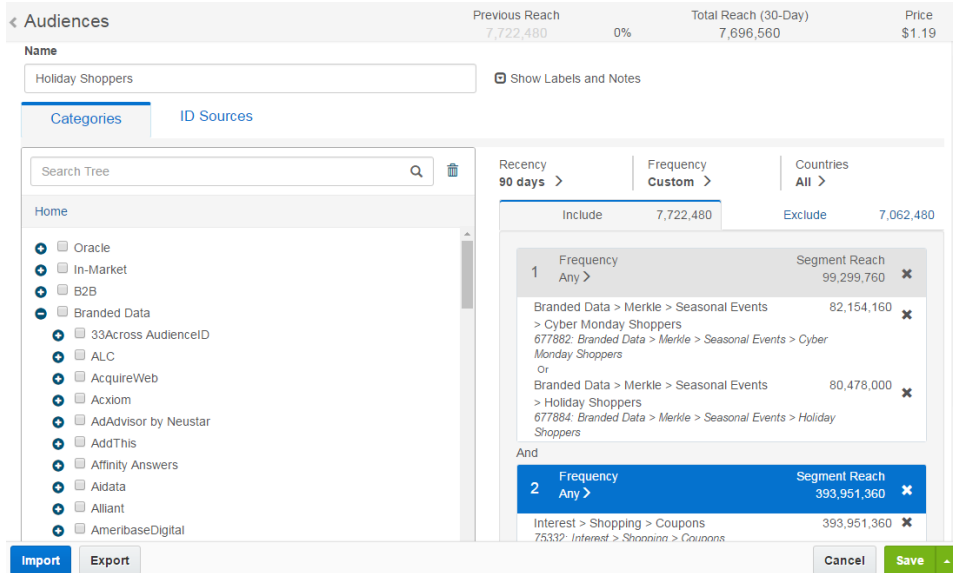 Audiences
Previous Reach
7,722,480
0%
Total Reach (30-Day)
7,696,560
Price
$1.19
Name
Holiday Shoppers
Show Labels and Notes
Categories
ID Sources
Search Tree
Home
Oracle
In-Market
B2B
Branded Data
33Across AudienceID
ALC
AcquireWeb
Acxiom
AdAdvisor by Neustar
AddThis
Affinity Answers
Aidata
Alliant
AmeribaseDigital
Recency
90 days >
Frequency
Custom >
Countries
All >
Include 7,722,480
Exclude 7,062,480
1
Frequency
Any >
Segment Reach
99,299,760
Branded Data > Merkle > Seasonal Events 82,154,160
> Cyber Monday Shoppers
677882: Branded Data > Merkle > Seasonal Events > Cyber
Monday Shoppers
Or
Branded Data > Merkle > Seasonal Events 80,478,000
> Holiday Shoppers
677884: Branded Data > Merkle > Seasonal Events > Holiday
Shoppers
And
2
Frequency
Any >
Segment Reach
393,951,360
Interest > Shopping > Coupons 393,951,360
75332: Interest > Shopping > Coupons
Import
Export
Cancel
Save